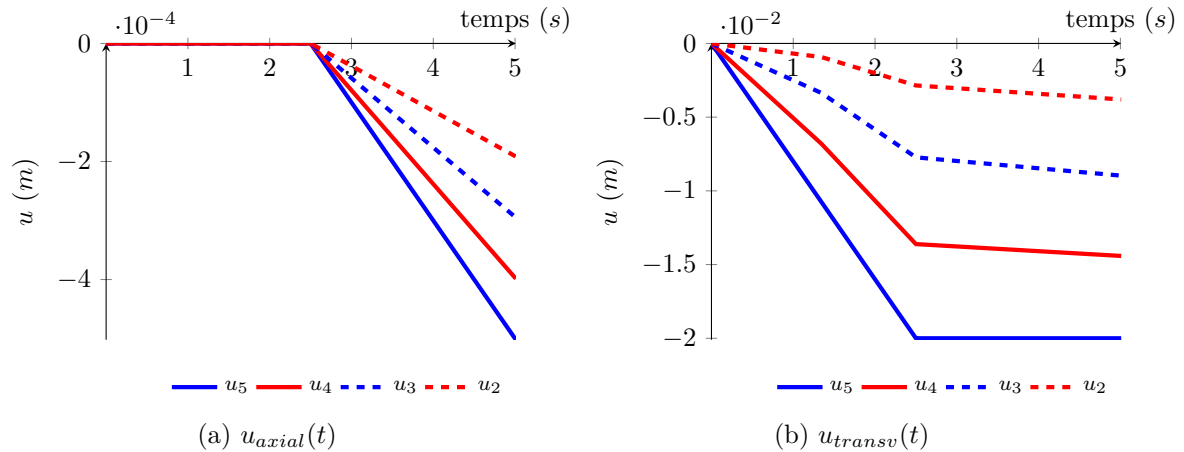 ·10⁻⁴
temps (s)
0
1
2
3
4
5
−2
−4
u (m)
u₅ u₄ u₃ u₂
(a) u_axial(t)
·10⁻²
temps (s)
0
1
2
3
4
5
−0.5
−1
−1.5
−2
u (m)
u₅ u₄ u₃ u₂
(b) u_transv(t)